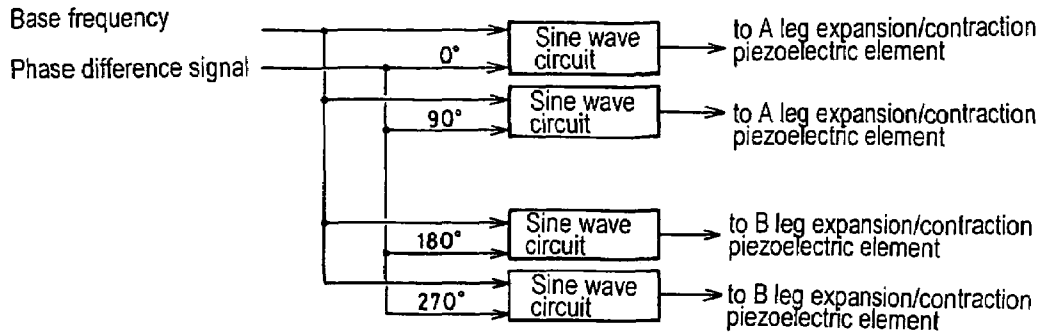 Base frequency
Phase difference signal
0°
Sine wave
circuit
to A leg expansion/contraction
piezoelectric element
90°
Sine wave
circuit
to A leg expansion/contraction
piezoelectric element
180°
Sine wave
circuit
to B leg expansion/contraction
piezoelectric element
270°
Sine wave
circuit
to B leg expansion/contraction
piezoelectric element